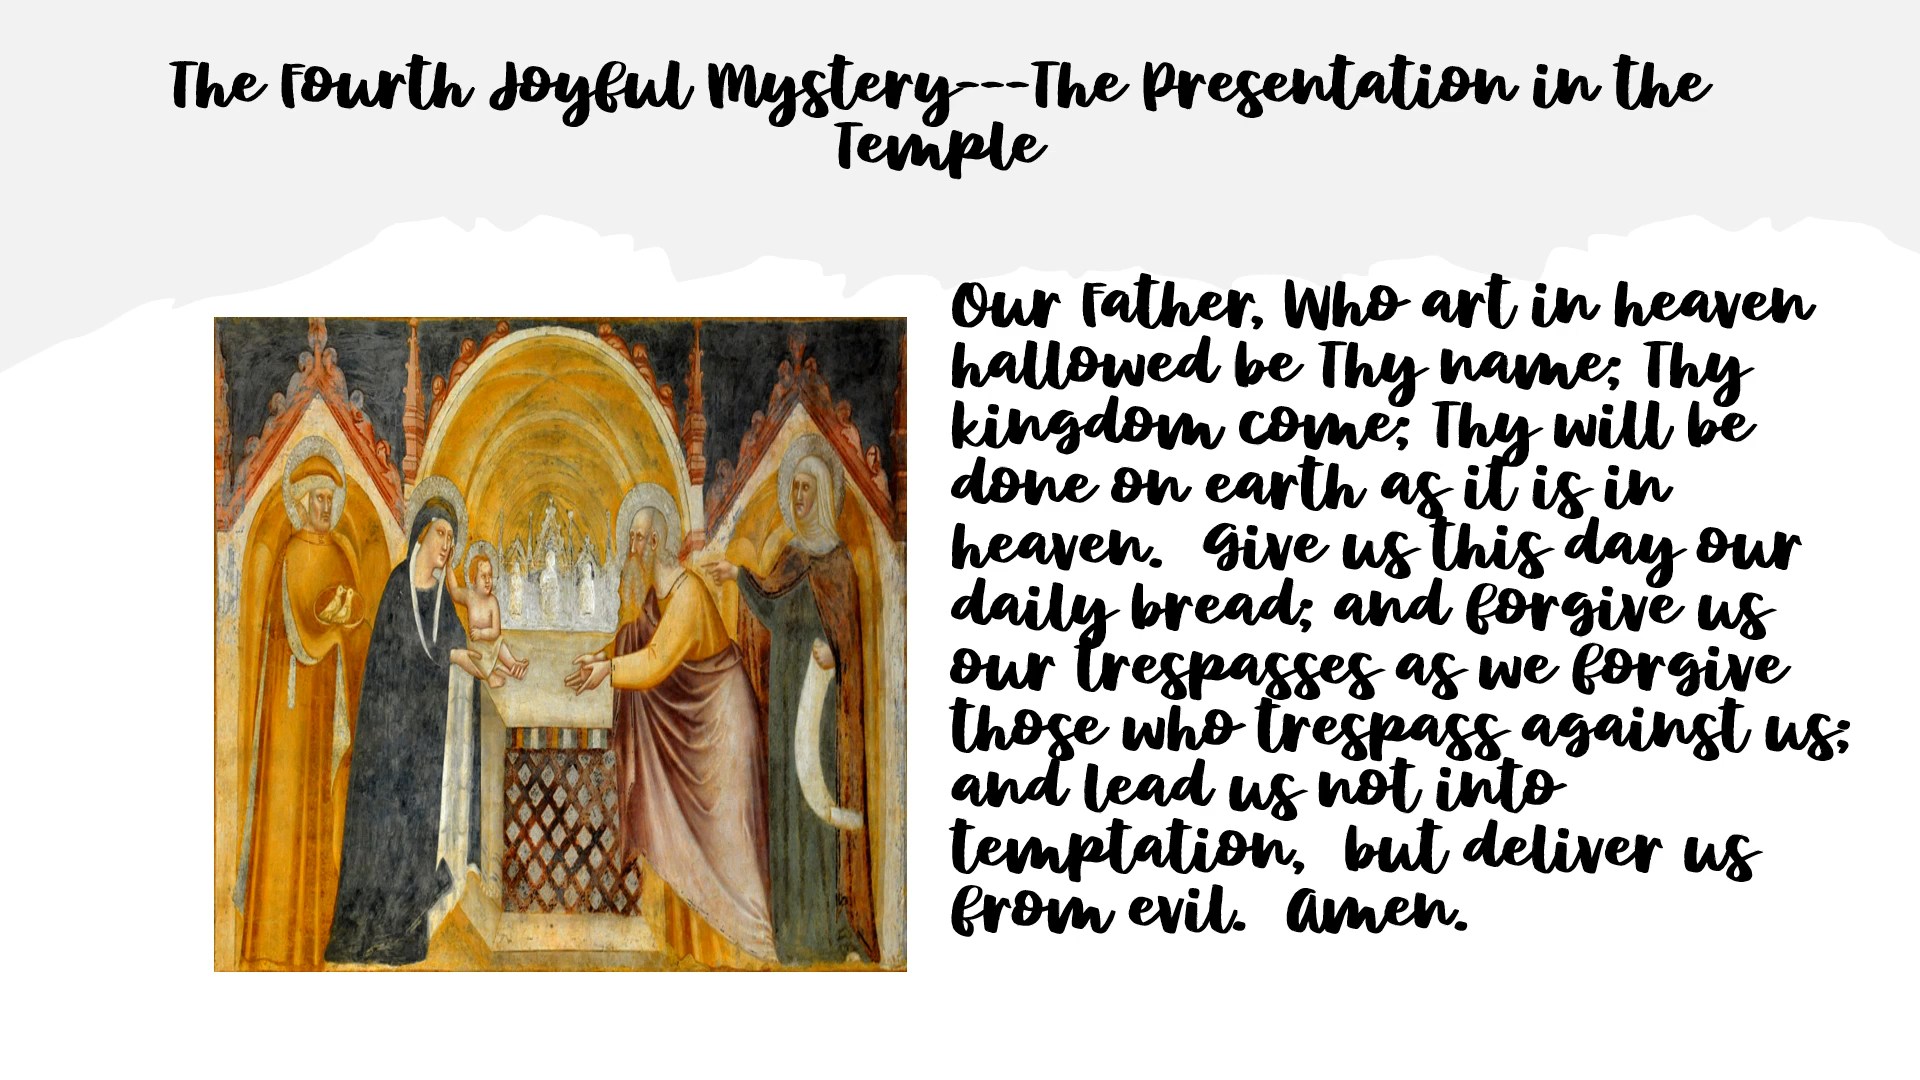 The Fourth Joyful Mystery---The Presentation in the
Temple
Our Father, Who art in heaven
hallowed be Thy name; Thy
kingdom come; Thy will be
done on earth as it is in
heaven.  Give us this day our
daily bread; and forgive us
our trespasses as we forgive
those who trespass against us;
and lead us not into
temptation,  but deliver us
from evil.  Amen.